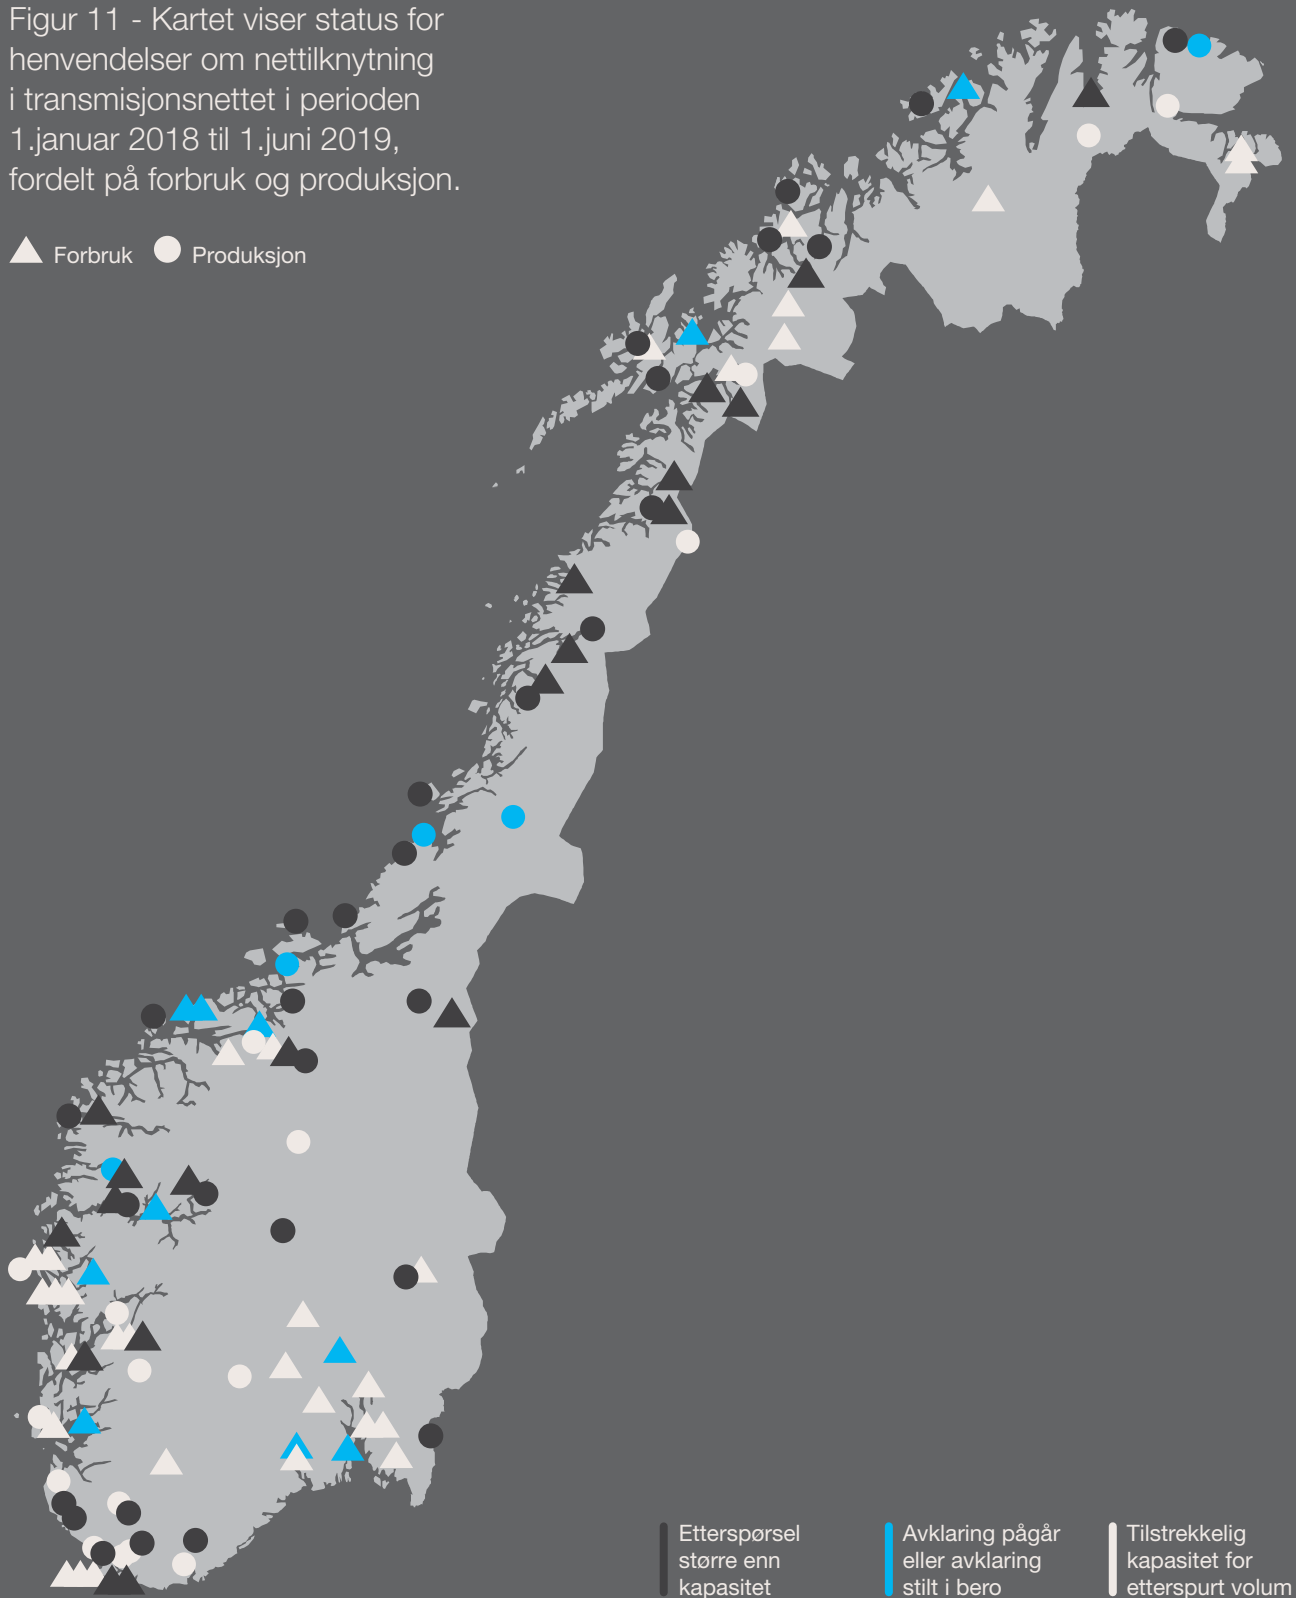 Figur 11 - Kartet viser status for
henvendelser om nettilknytning
i transmisjonsnettet i perioden
1.januar 2018 til 1.juni 2019,
fordelt på forbruk og produksjon.
Forbruk Produksjon
Etterspørsel
større enn
kapasitet
Avklaring pågår
eller avklaring
stilt i bero
Tilstrekkelig
kapasitet for
etterspurt volum